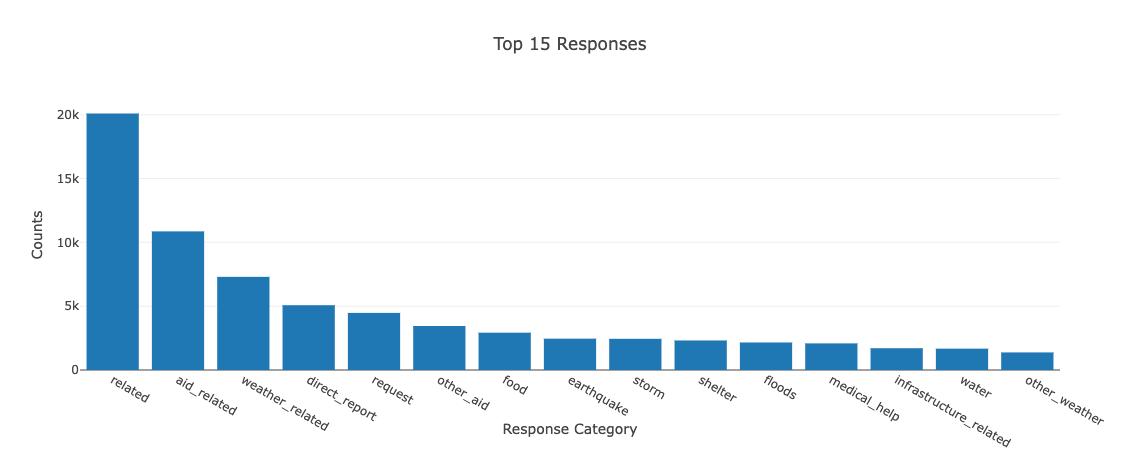 Top 15 Responses
20k
15k
10k
5k
0
Counts
related
aid_related
weather_related
direct_report
request
other_aid
food
earthquake
storm
shelter
floods
medical_help
infrastructure_related
water
other_weather
Response Category